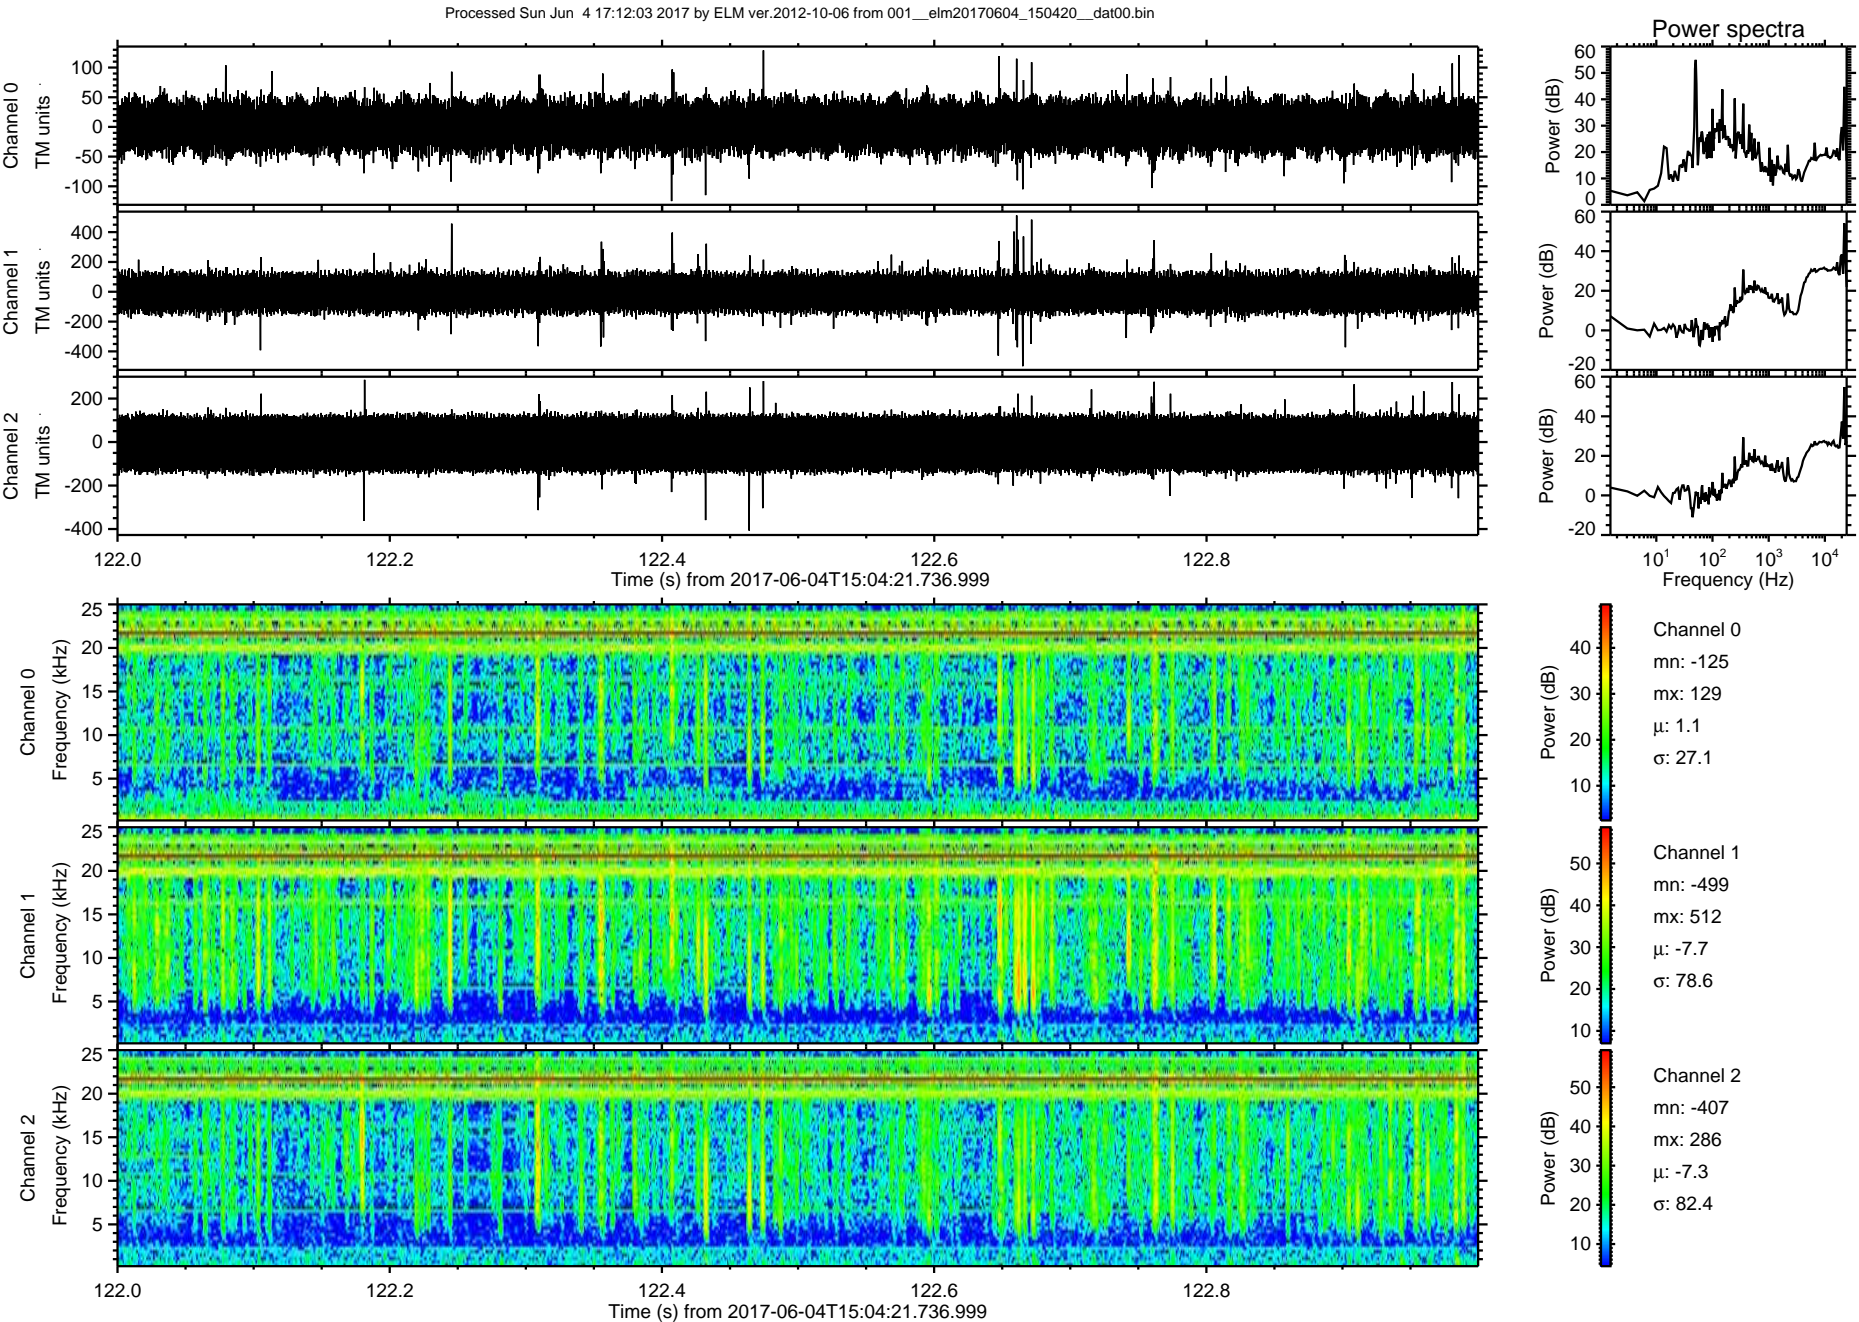 Processed Sun Jun  4 17:12:03 2017 by ELM ver.2012-10-06 from 001__elm20170604_150420__dat00.bin
Power spectra
Channel 0
TM units
100
50
0
-50
-100
Power (dB)
60
50
40
30
20
10
0
Channel 1
TM units
400
200
0
-200
-400
Power (dB)
60
40
20
0
-20
Channel 2
TM units
200
0
-200
-400
Power (dB)
60
40
20
0
-20
122.0 122.2 122.4 122.6 122.8
Time (s) from 2017-06-04T15:04:21.736.999
10¹ 10² 10³ 10⁴
Frequency (Hz)
Channel 0
Frequency (kHz)
25
20
15
10
5
Power (dB)
40
30
20
10
Channel 0
mn: -125
mx: 129
μ: 1.1
σ: 27.1
Channel 1
Frequency (kHz)
25
20
15
10
5
Power (dB)
50
40
30
20
10
Channel 1
mn: -499
mx: 512
μ: -7.7
σ: 78.6
Channel 2
Frequency (kHz)
25
20
15
10
5
Power (dB)
50
40
30
20
10
Channel 2
mn: -407
mx: 286
μ: -7.3
σ: 82.4
122.0 122.2 122.4 122.6 122.8
Time (s) from 2017-06-04T15:04:21.736.999